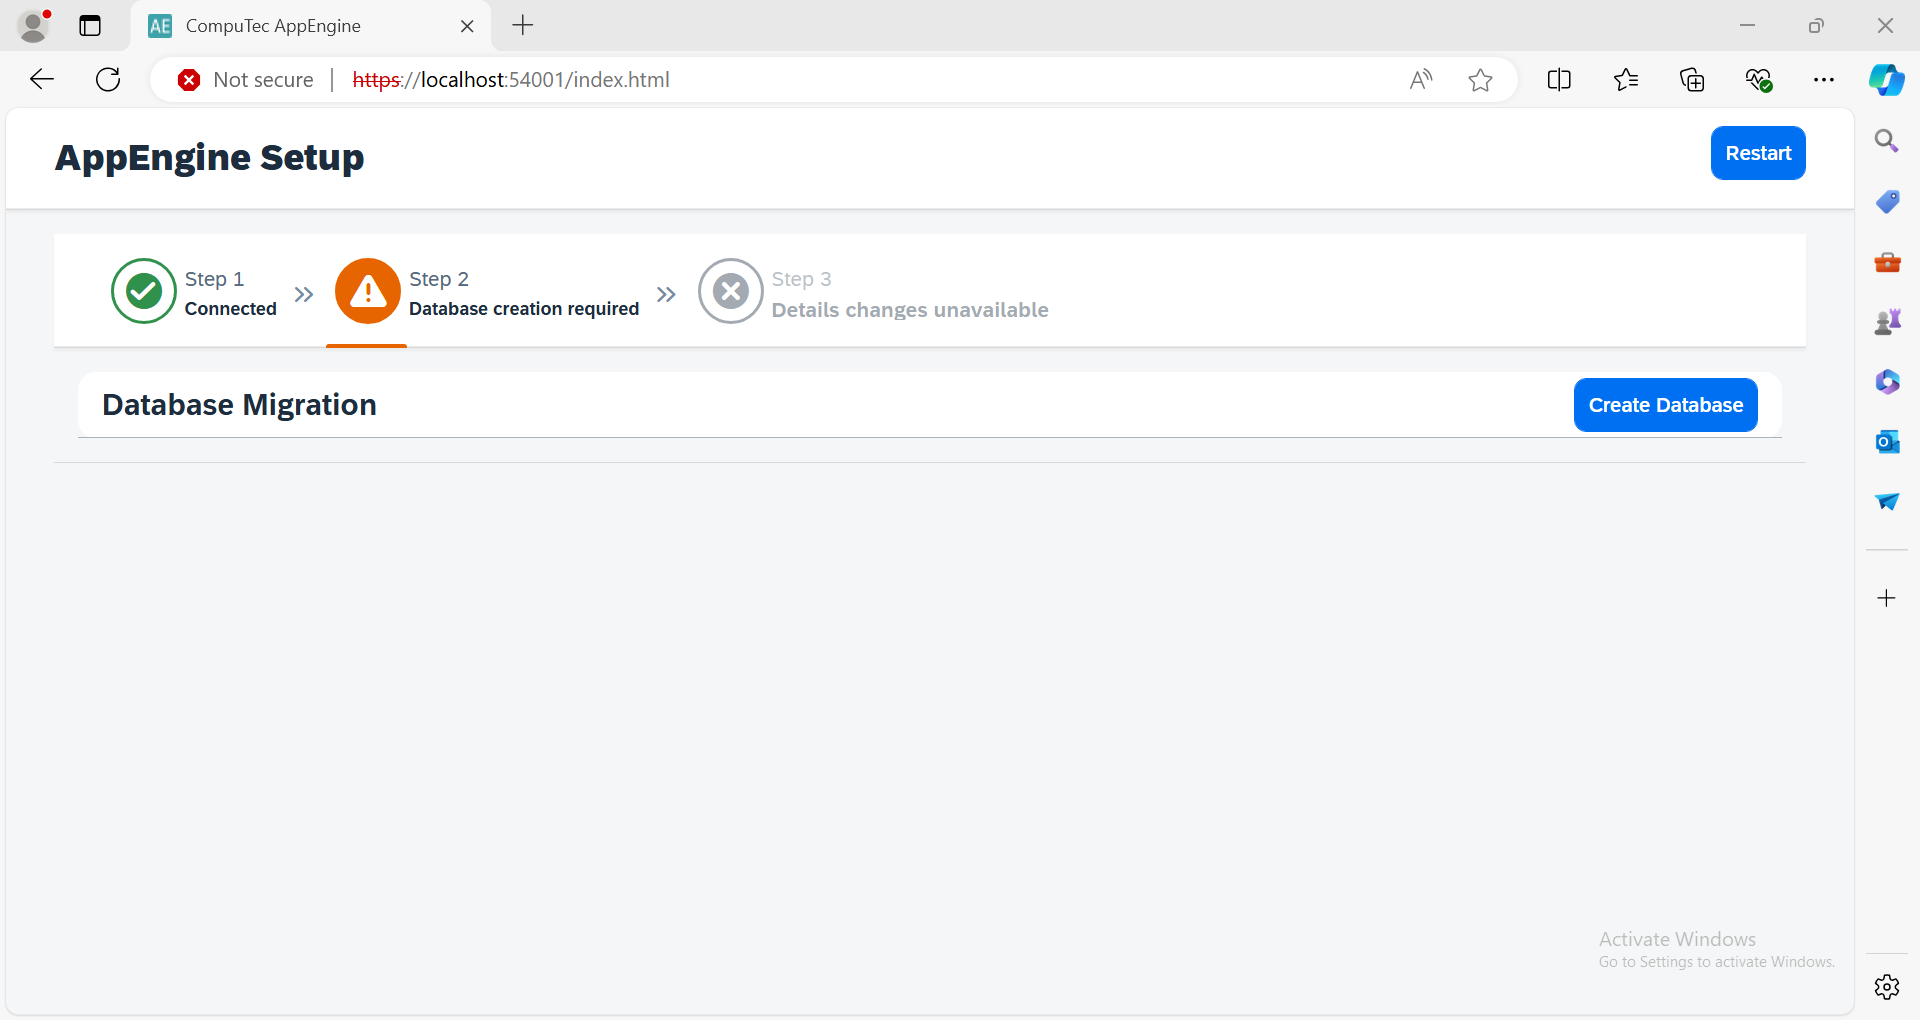 AE CompuTec AppEngine
Not secure https://localhost:54001/index.html
AppEngine Setup
Restart
Step 1
Connected
Step 2
Database creation required
Step 3
Details changes unavailable
Database Migration
Create Database
Activate Windows
Go to Settings to activate Windows.